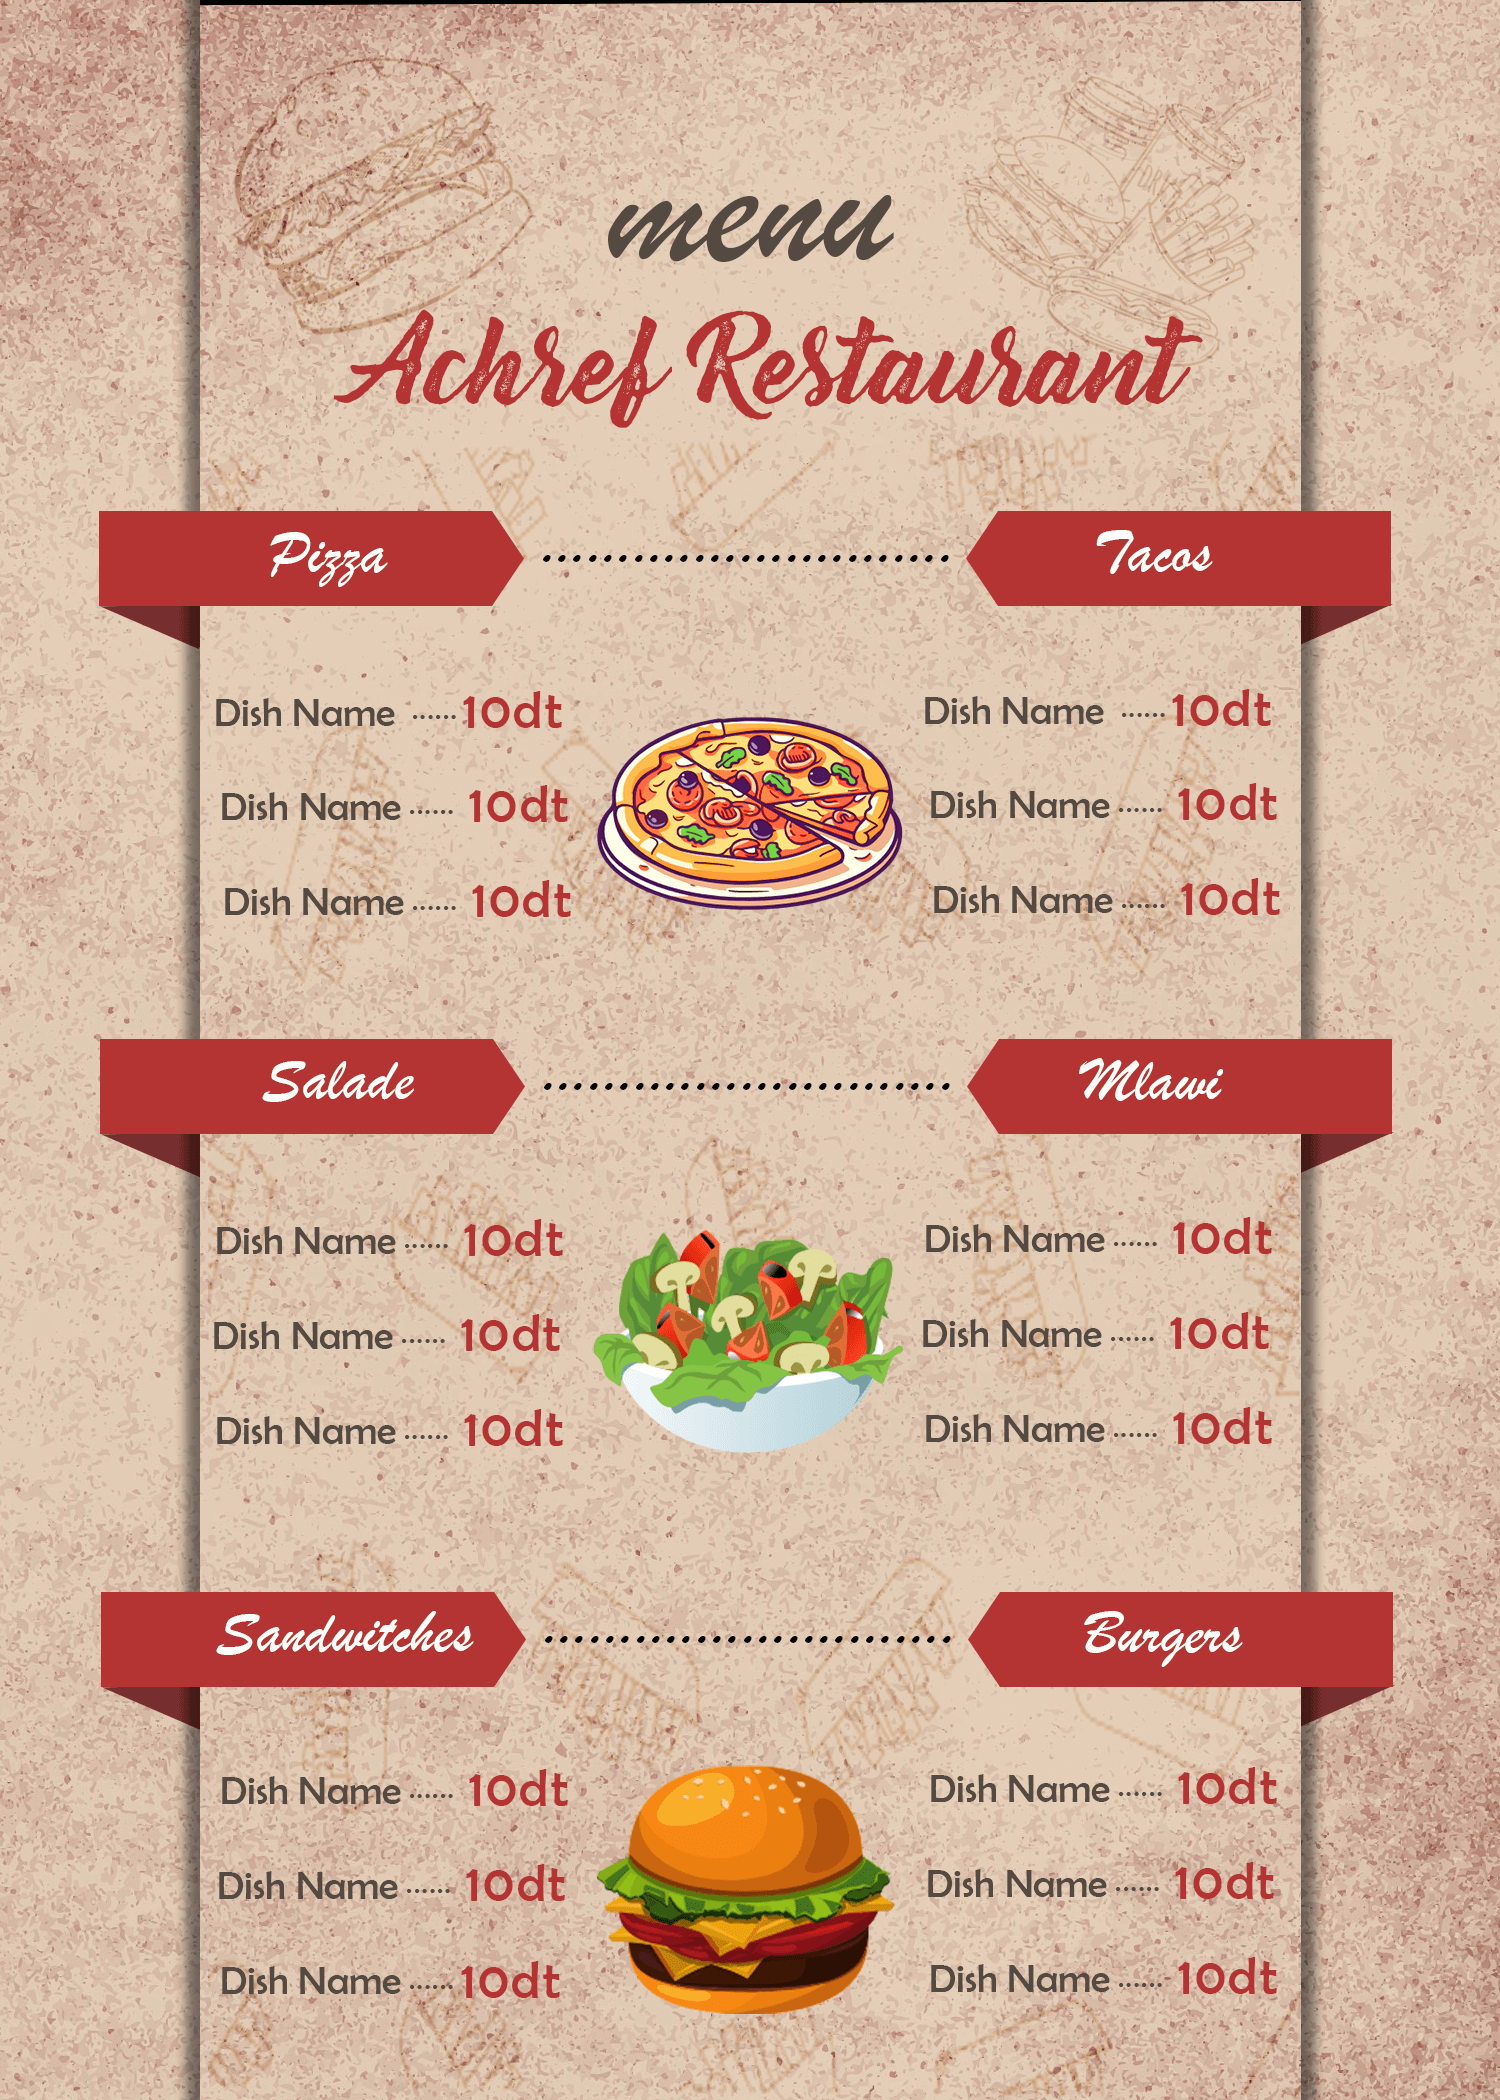 menu
Achref Restaurant
Pizza
Dish Name ......10dt
Dish Name ...... 10dt
Dish Name ...... 10dt
Tacos
Dish Name ......10dt
Dish Name ...... 10dt
Dish Name ...... 10dt
Salade
Dish Name ...... 10dt
Dish Name ...... 10dt
Dish Name ...... 10dt
Mlawi
Dish Name ...... 10dt
Dish Name ...... 10dt
Dish Name ...... 10dt
Sandwitches
Dish Name ...... 10dt
Dish Name ...... 10dt
Dish Name ......10dt
Burgers
Dish Name ...... 10dt
Dish Name ...... 10dt
Dish Name ...... 10dt